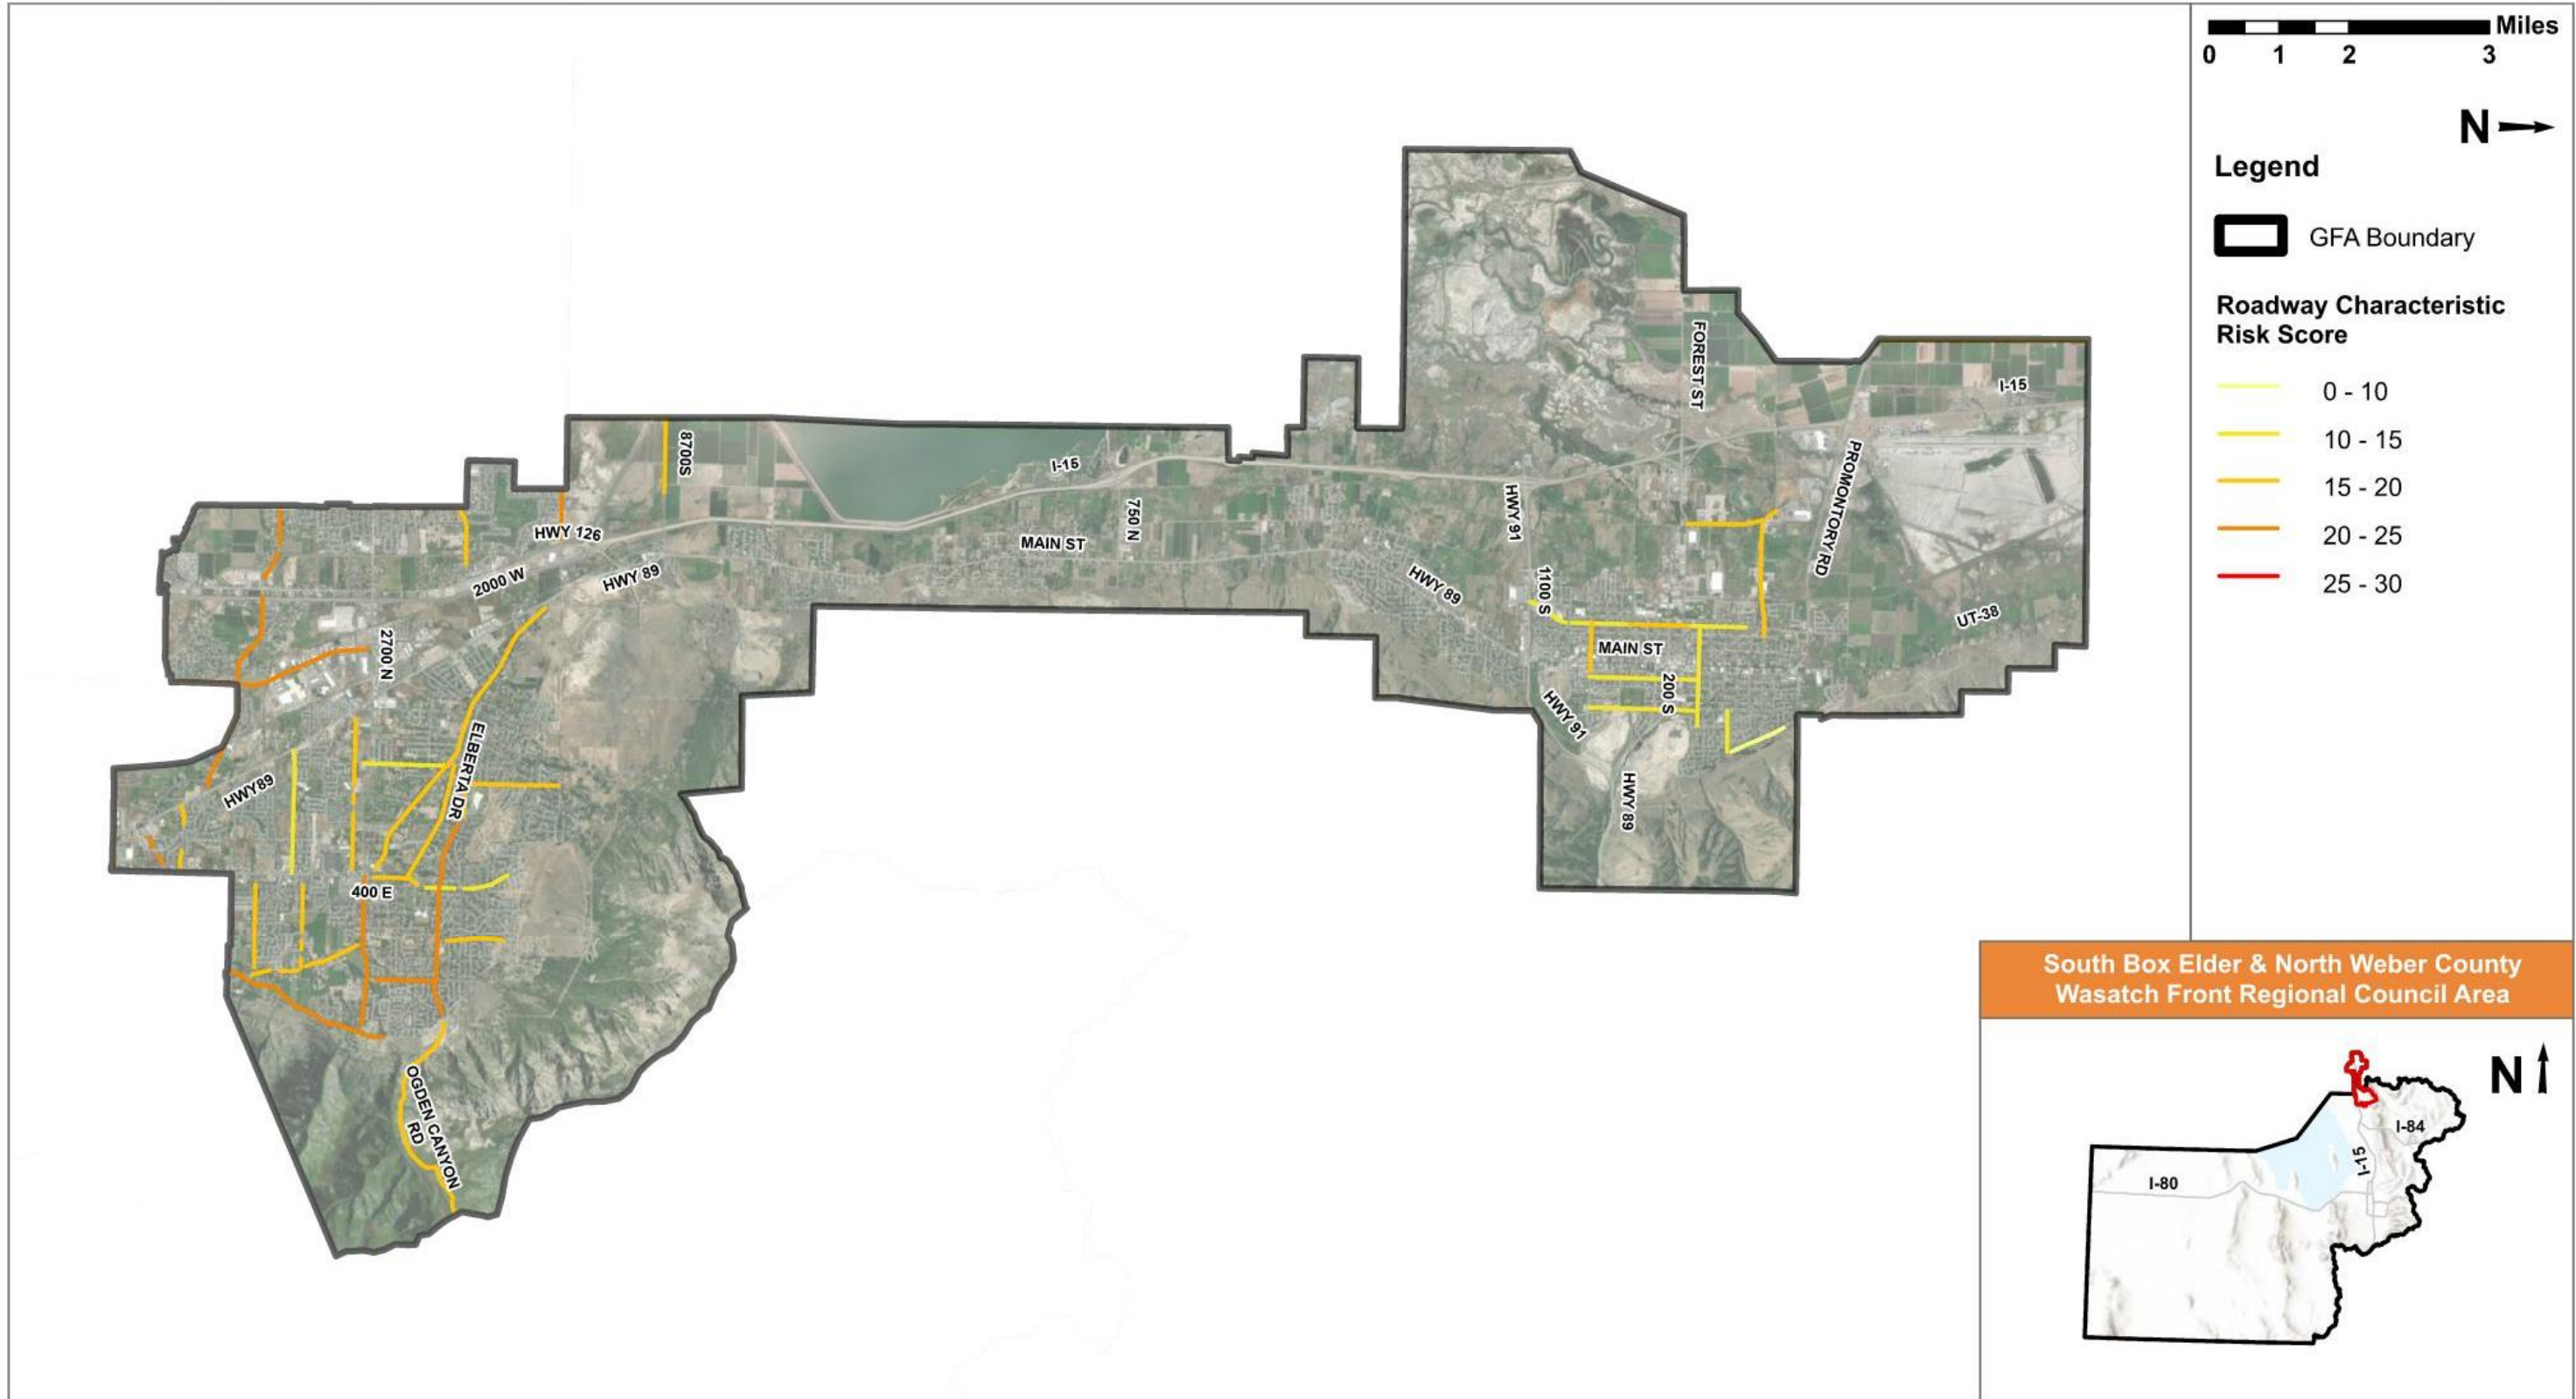 Miles
0 1 2 3
N
Legend
GFA Boundary
Roadway Characteristic
Risk Score
0 - 10
10 - 15
15 - 20
20 - 25
25 - 30
FOREST ST
I-15
PROMONTORY RD
UT-38
8700S
I-15
750 N
MAIN ST
HWY 91
HWY 126
2000 W
HWY 89
HWY 89
1100 S
MAIN ST
200 S
HWY 91
HWY 89
2700 N
ELBERTA DR
HWY89
400 E
OGDEN CANYON
RD
South Box Elder & North Weber County
Wasatch Front Regional Council Area
N
I-84
I-15
I-80